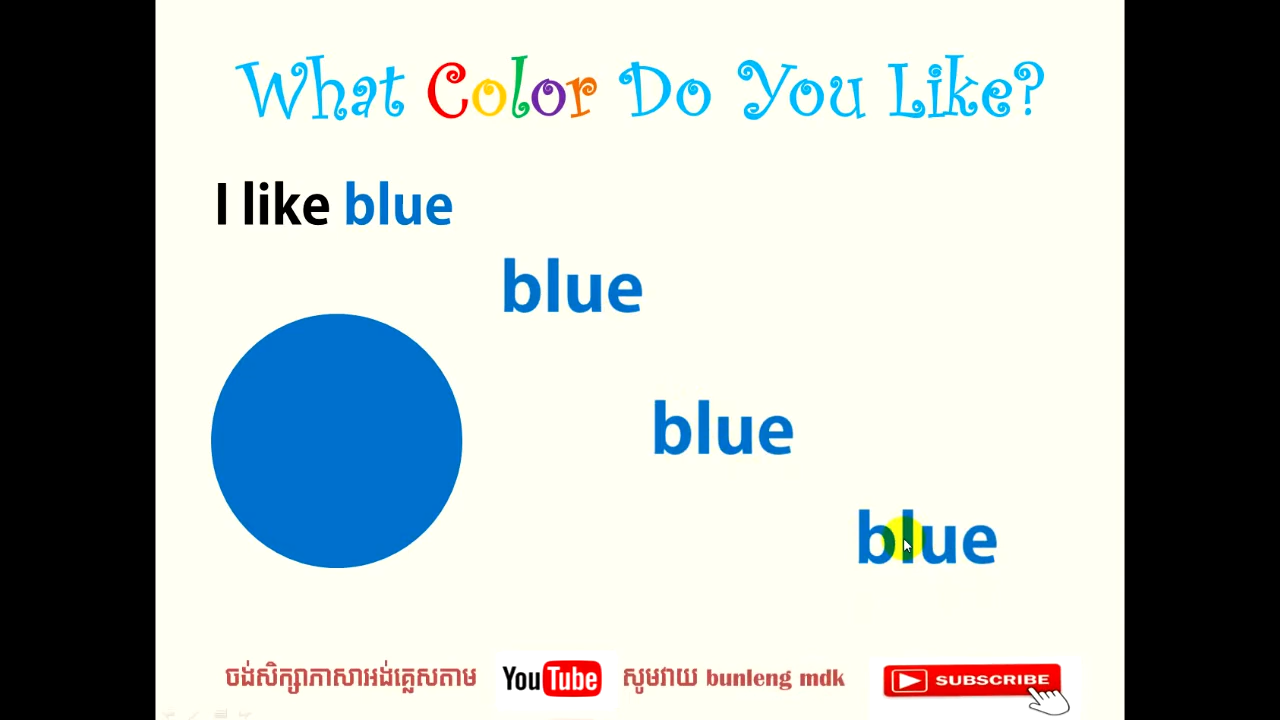 What Color Do You Like?
I like blue
blue
blue
blue
ចង់សិក្សាភាសាអង់គ្លេសតាម YouTube សូមវាយ bunleng mdk SUBSCRIBE